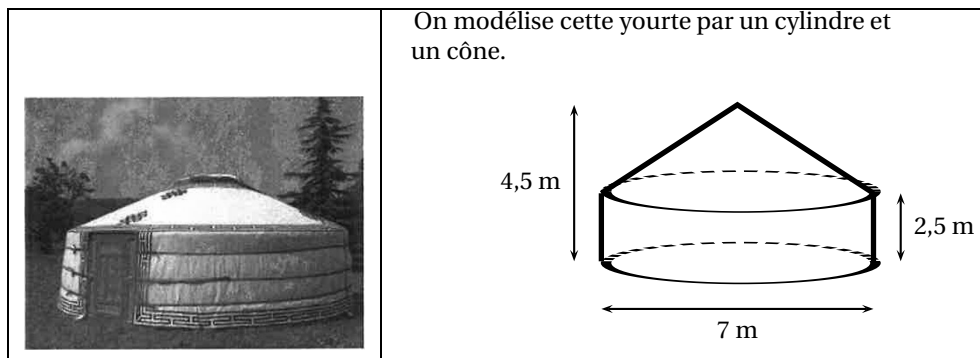 On modélise cette yourte par un cylindre et
un cône.
4,5 m
2,5 m
7 m